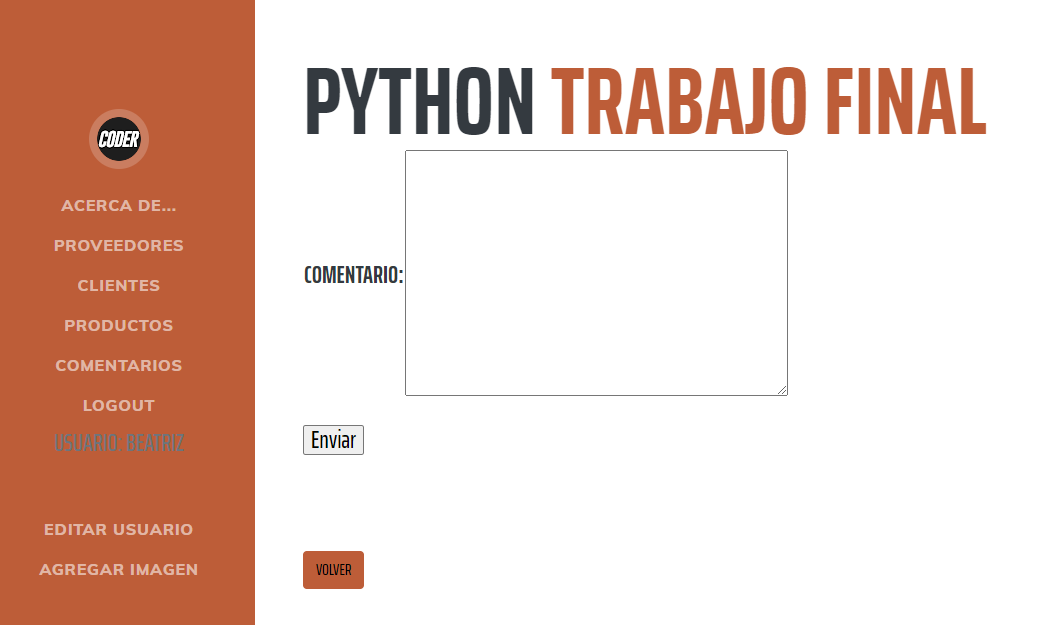 CODER
ACERCA DE...
PROVEEDORES
CLIENTES
PRODUCTOS
COMENTARIOS
LOGOUT
USUARIO: BEATRIZ
EDITAR USUARIO
AGREGAR IMAGEN
PYTHON TRABAJO FINAL
COMENTARIO:
Enviar
VOLVER